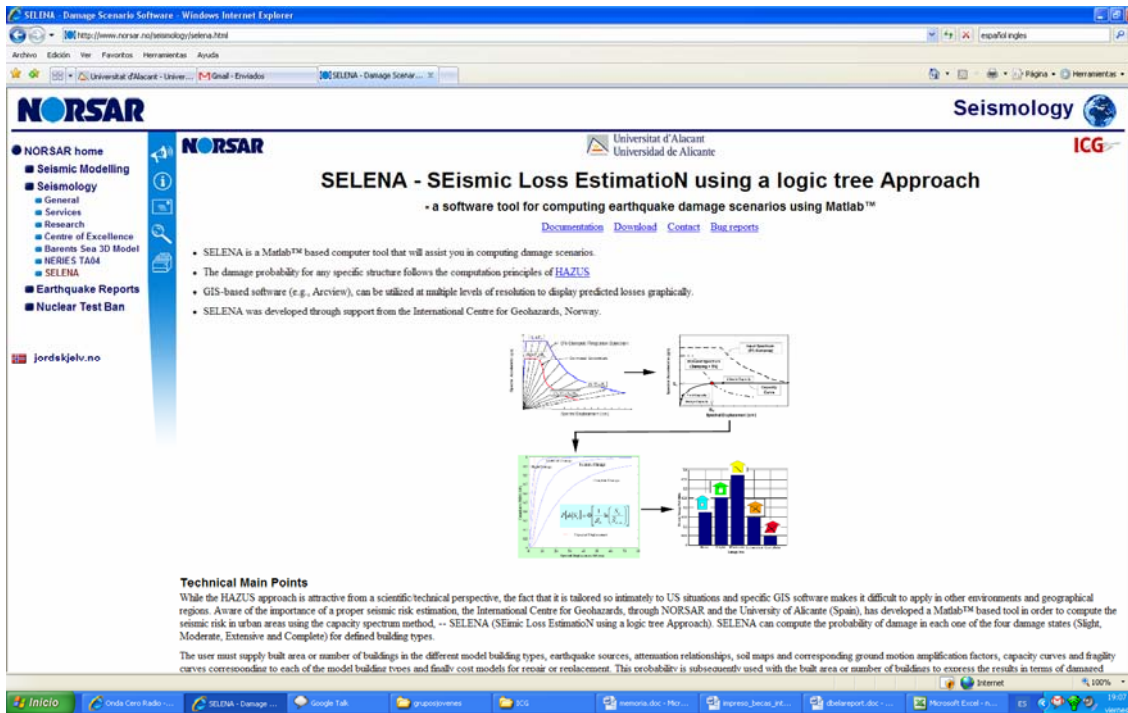 SELENA - Damage Scenario Software - Windows Internet Explorer
http://www.norsar.no/seismology/selena.html
español ingles
Archivo Edición Ver Favoritos Herramientas Ayuda
Universitat d'Alacant - Univer... Gmail - Enviados SELENA - Damage Scenar... Página Herramientas
NORSAR
Seismology
NORSAR home
Seismic Modelling
Seismology
General
Services
Research
Centre of Excellence
Barents Sea 3D Model
NERIES TA04
SELENA
Earthquake Reports
Nuclear Test Ban
jordskjelv.no
NORSAR
Universitat d'Alacant
Universidad de Alicante
ICG
SELENA - SEismic Loss EstimatioN using a logic tree Approach
- a software tool for computing earthquake damage scenarios using Matlab™
Documentation Download Contact Bug reports
• SELENA is a Matlab™ based computer tool that will assist you in computing damage scenarios.
• The damage probability for any specific structure follows the computation principles of HAZUS
• GIS-based software (e.g., Arcview), can be utilized at multiple levels of resolution to display predicted losses graphically.
• SELENA was developed through support from the International Centre for Geohazards, Norway.
Technical Main Points
While the HAZUS approach is attractive from a scientific/technical perspective, the fact that it is tailored so intimately to US situations and specific GIS software makes it difficult to apply in other environments and geographical
regions. Aware of the importance of a proper seismic risk estimation, the International Centre for Geohazards, through NORSAR and the University of Alicante (Spain), has developed a Matlab™ based tool in order to compute the
seismic risk in urban areas using the capacity spectrum method, -- SELENA (SEimic Loss EstimatioN using a logic tree Approach). SELENA can compute the probability of damage in each one of the four damage states (Slight,
Moderate, Extensive and Complete) for defined building types.
The user must supply built area or number of buildings in the different model building types, earthquake sources, attenuation relationships, soil maps and corresponding ground motion amplification factors, capacity curves and fragility
curves corresponding to each of the model building types and finally cost models for repair or replacement. This probability is subsequently used with the built area or number of buildings to express the results in terms of damaged
Internet 100%
Inicio Onda Cero Radio -... SELENA - Damage ... Google Talk gruposjovenes ICG memoria.doc - Micr... impreso_becas_int... dbelareport.doc - ... Microsoft Excel - n... ES 19:07
viernes